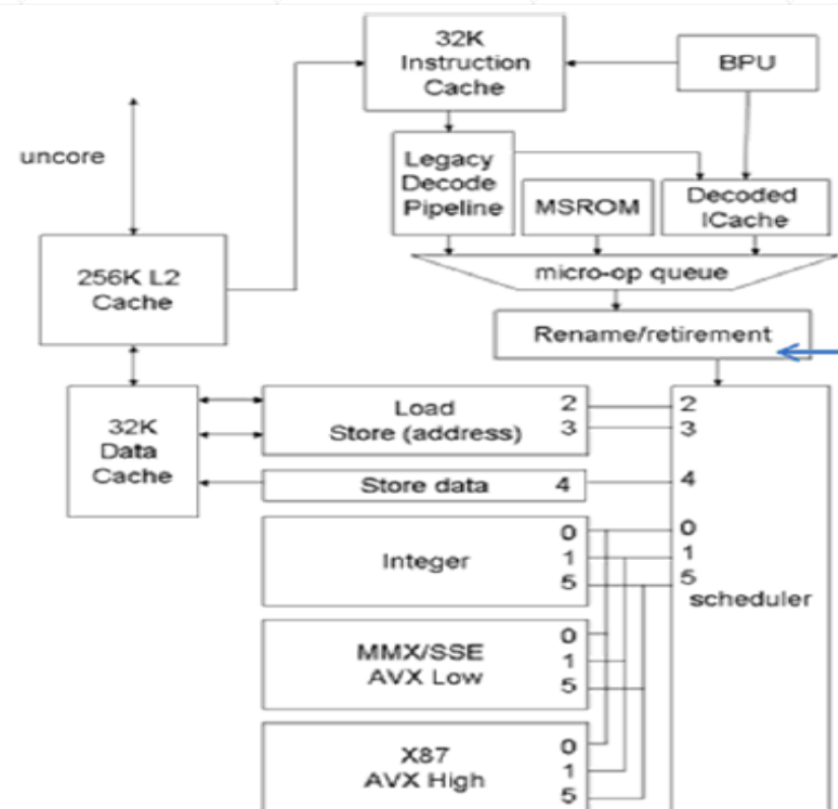 32K
Instruction
Cache
BPU
uncore
Legacy
Decode
Pipeline
MSROM
Decoded
ICache
256K L2
Cache
micro-op queue
Rename/retirement
32K
Data
Cache
Load
Store (address)
2
3
2
3
Store data
4
4
Integer
0
1
5
0
1
5
scheduler
MMX/SSE
AVX Low
0
1
5
X87
AVX High
0
1
5